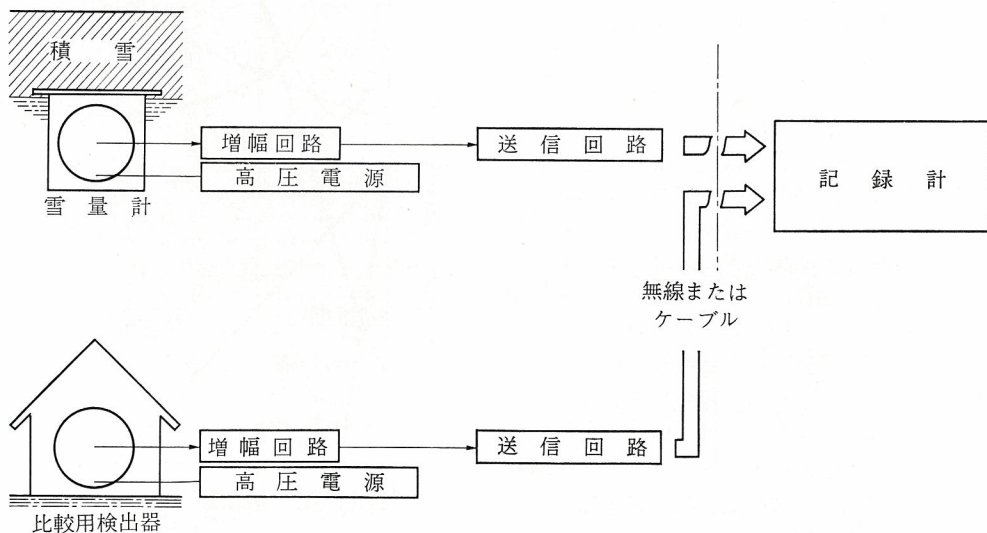 積雪
増幅回路
送信回路
高圧電源
雪量計
記録計
無線または
ケーブル
増幅回路
送信回路
高圧電源
比較用検出器